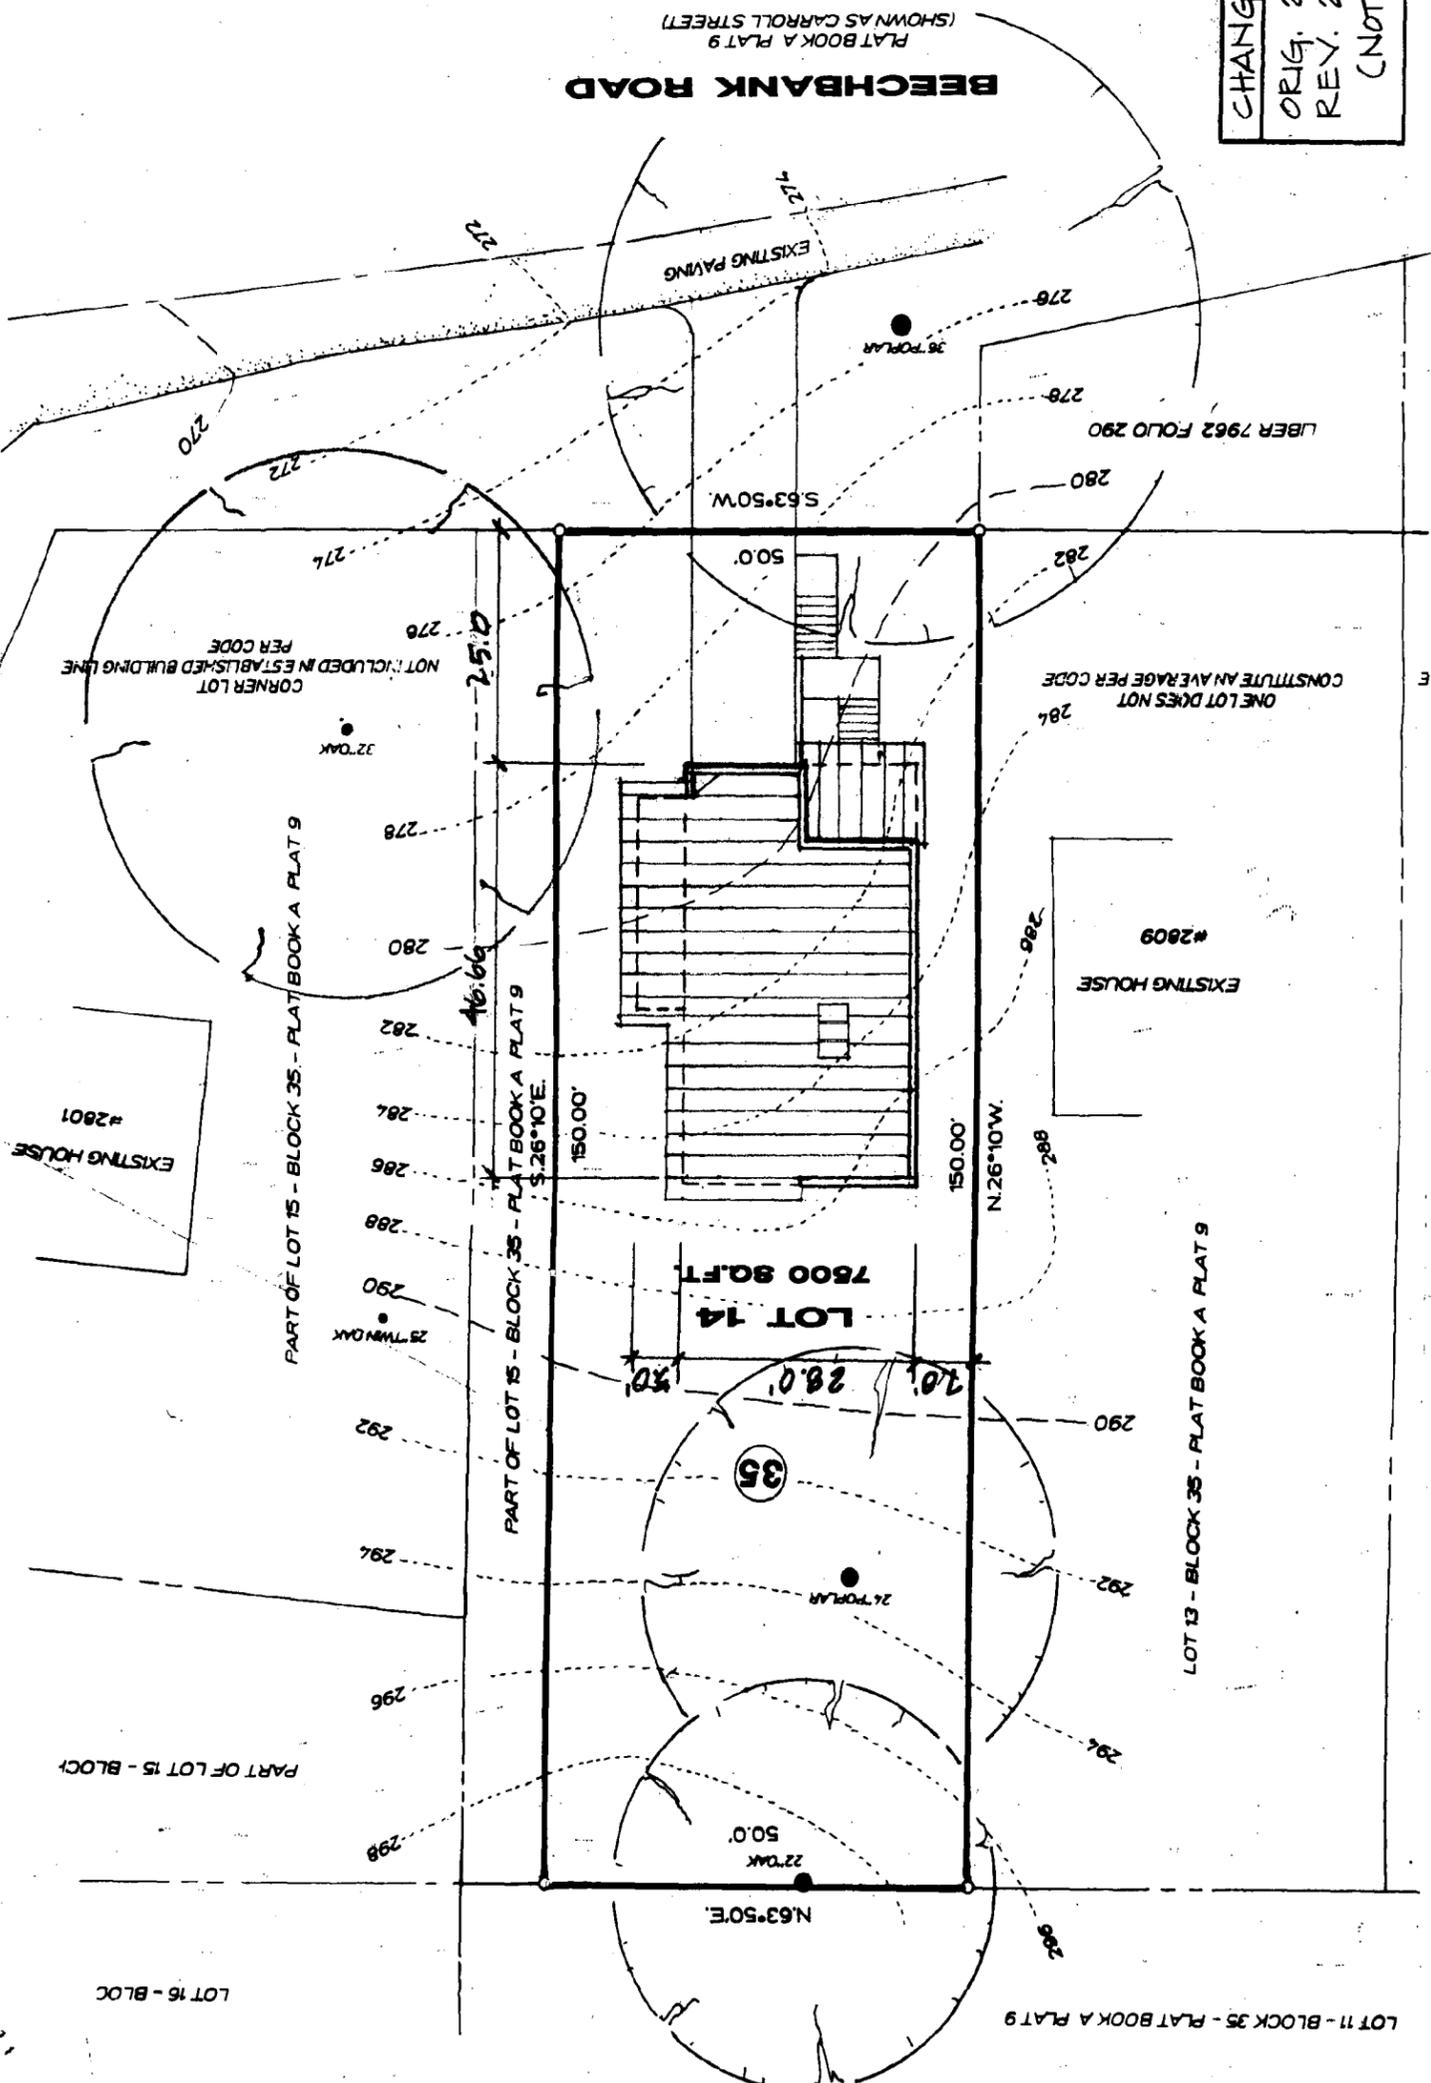 LOT 11 - BLOCK 35 - PLAT BOOK A PLAT 9
LOT 16 - BLOC
N.63°50'E.
296
22" OAK
50.0'
298
PART OF LOT 15 - BLOCK
294
296
24" POPLAR
292
294
35
290
292
7.0'
28.0'
LOT 14
7500 SQ.FT.
25" TWIN OAK
290
288
288
286
284
282
280
278
276
274
272
270
LOT 13 - BLOCK 35 - PLAT BOOK A PLAT 9
N.26°10'W.
150.00'
150.00'
S.26°10'E.
PART OF LOT 15 - BLOCK 35 - PLAT BOOK A PLAT 9
PART OF LOT 15 - BLOCK 35 - PLAT BOOK A PLAT 9
EXISTING HOUSE
#2801
EXISTING HOUSE
#2809
46.66
25.0
286
284
282
280
278
276
32" OAK
ONE LOT DOES NOT
CONSTITUTE AN AVERAGE PER CODE
CORNER LOT
NOT INCLUDED IN ESTABLISHED BUILDING LINE
PER CODE
50.0'
S.63°50'W.
LIBER 7962 FOLIO 290
36" POPLAR
EXISTING PAVING
274
272
BEECHBANK ROAD
PLAT BOOK A PLAT 9
(SHOWN AS CARROLL STREET)
CHANG
ORIG. 2
REV. 2
(NOT
E